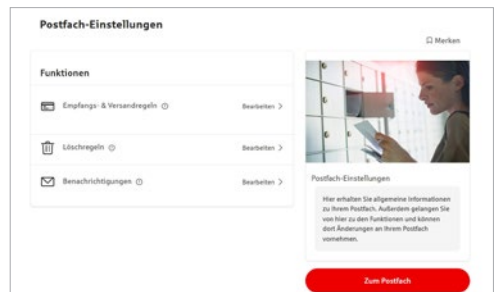 Postfach-Einstellungen
Merken
Funktionen
Empfangs- & Versandregeln
Bearbeiten
Löschregeln
Bearbeiten
Benachrichtigungen
Bearbeiten
Postfach-Einstellungen
Hier erhalten Sie allgemeine Informationen
zu Ihrem Postfach. Außerdem gelangen Sie
von hier zu den Funktionen und können
dort Änderungen an Ihrem Postfach
vornehmen.
Zum Postfach